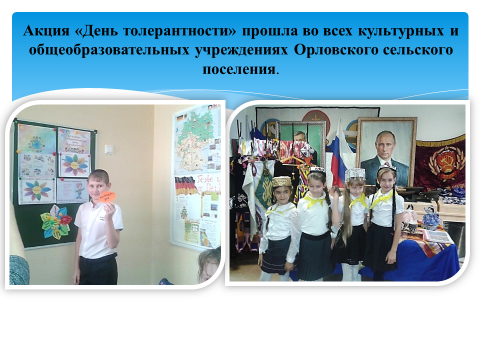 Акция «День толерантности» прошла во всех культурных и
общеобразовательных учреждениях Орловского сельского
поселения.